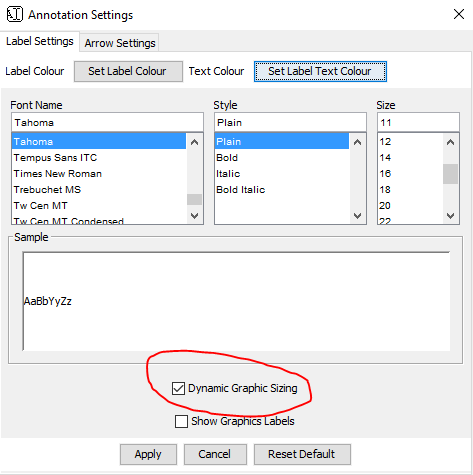 Annotation Settings
Label Settings Arrow Settings
Label Colour Set Label Colour Text Colour Set Label Text Colour
Font Name Style Size
Tahoma Plain 11
Tahoma Plain 12
Tempus Sans ITC Bold 14
Times New Roman Italic 16
Trebuchet MS Bold Italic 18
Tw Cen MT 20
Tw Cen MT Condensed 22
Sample
AaBbYyZz
Dynamic Graphic Sizing
Show Graphics Labels
Apply Cancel Reset Default